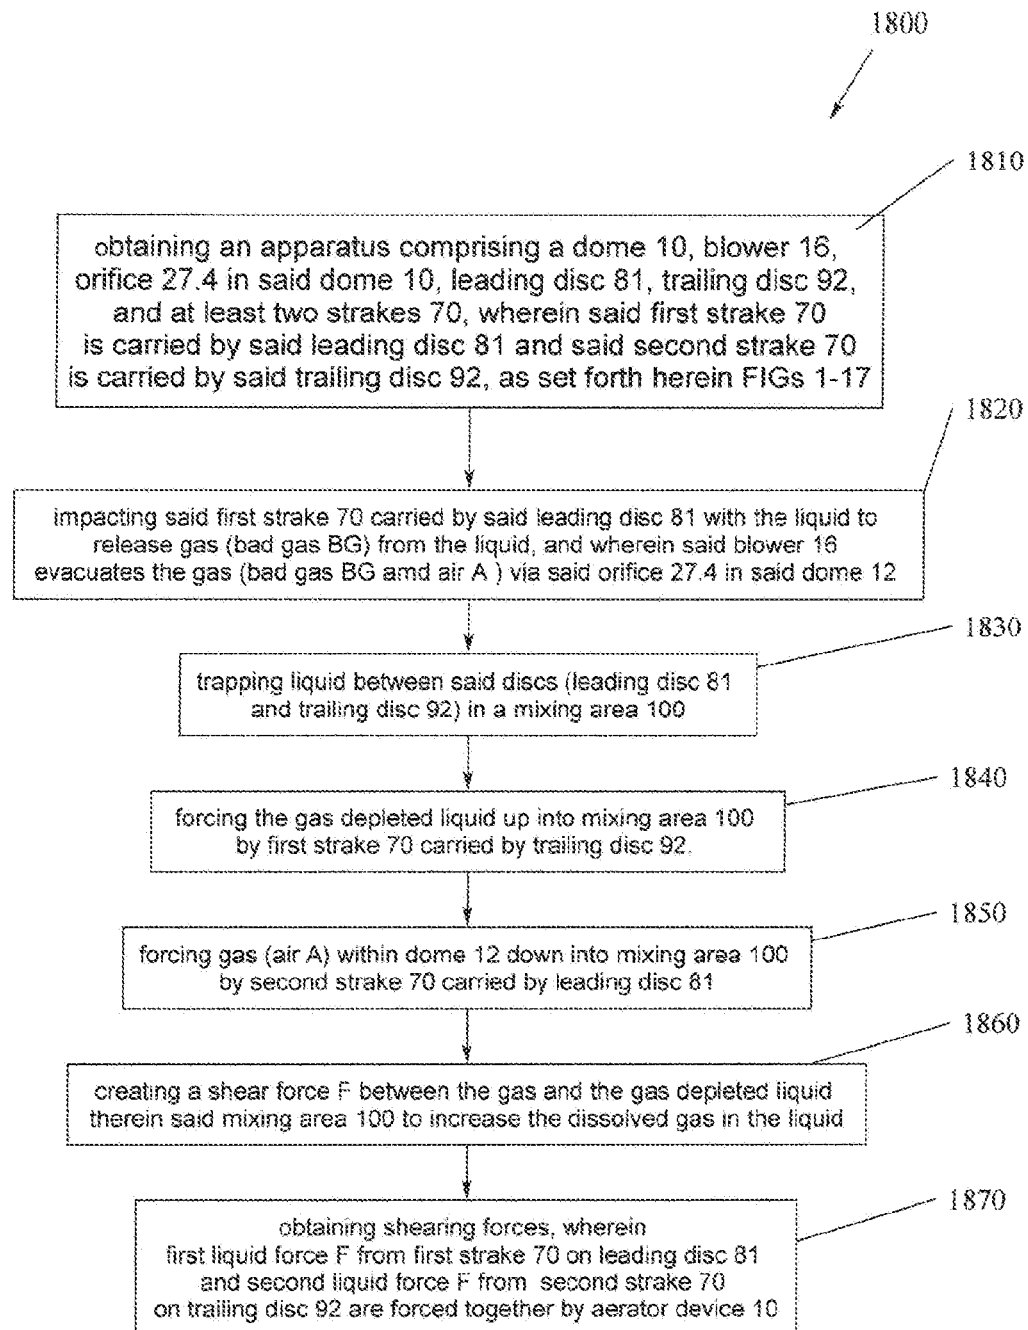 1800
1810
obtaining an apparatus comprising a dome 10, blower 16,
orifice 27.4 in said dome 10, leading disc 81, trailing disc 92,
and at least two strakes 70, wherein said first strake 70
is carried by said leading disc 81 and said second strake 70
is carried by said trailing disc 92, as set forth herein FIGs 1-17
1820
impacting said first strake 70 carried by said leading disc 81 with the liquid to
release gas (bad gas BG) from the liquid, and wherein said blower 16
evacuates the gas (bad gas BG amd air A ) via said orifice 27.4 in said dome 12
1830
trapping liquid between said discs (leading disc 81
and trailing disc 92) in a mixing area 100
1840
forcing the gas depleted liquid up into mixing area 100
by first strake 70 carried by trailing disc 92.
1850
forcing gas (air A) within dome 12 down into mixing area 100
by second strake 70 carried by leading disc 81
1860
creating a shear force F between the gas and the gas depleted liquid
therein said mixing area 100 to increase the dissolved gas in the liquid
1870
obtaining shearing forces, wherein
first liquid force F from first strake 70 on leading disc 81
and second liquid force F from second strake 70
on trailing disc 92 are forced together by aerator device 10